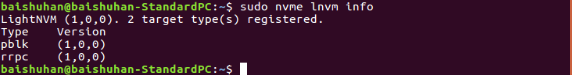 baishuhan@baishuhan-StandardPC:~$ sudo nvme lnvm info
LightNVM (1,0,0). 2 target type(s) registered.
Type    Version
pblk    (1,0,0)
rrpc    (1,0,0)
baishuhan@baishuhan-StandardPC:~$